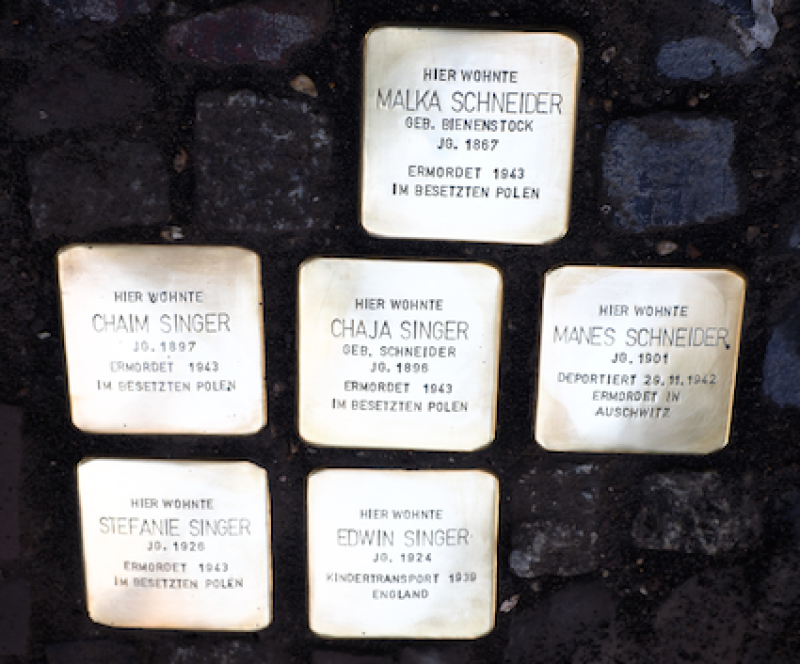 HIER WOHNTE
MALKA SCHNEIDER
GEB. BIENENSTOCK
JG. 1867
ERMORDET 1943
IM BESETZTEN POLEN
HIER WOHNTE
CHAIM SINGER
JG. 1897
ERMORDET 1943
IM BESETZTEN POLEN
HIER WOHNTE
CHAJA SINGER
GEB. SCHNEIDER
JG. 1896
ERMORDET 1943
IM BESETZTEN POLEN
HIER WOHNTE
MANES SCHNEIDER
JG. 1901
DEPORTIERT 29.11.1942
ERMORDET IN
AUSCHWITZ
HIER WOHNTE
STEFANIE SINGER
JG. 1926
ERMORDET 1943
IM BESETZTEN POLEN
HIER WOHNTE
EDWIN SINGER
JG. 1924
KINDERTRANSPORT 1939
ENGLAND